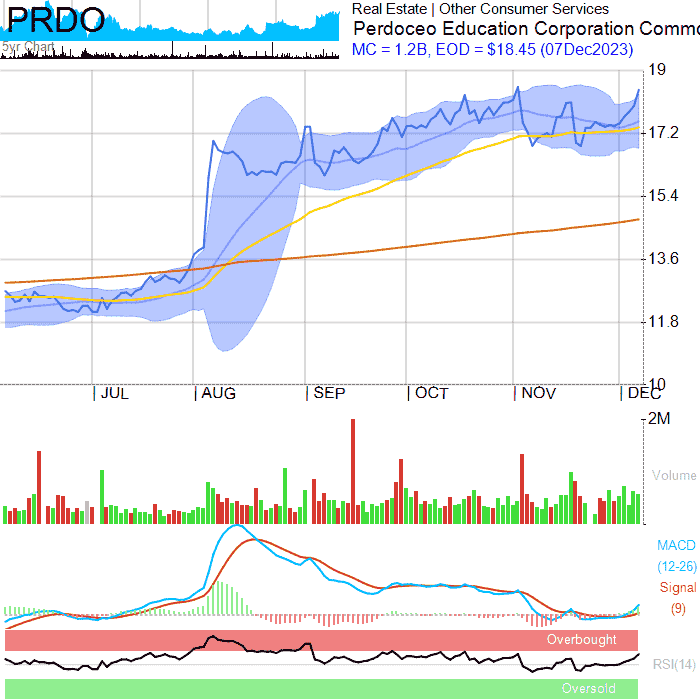 PRDO
5yr Chart
Real Estate | Other Consumer Services
Perdoceo Education Corporation Commo
MC = 1.2B, EOD = $18.45 (07Dec2023)
19
17.2
15.4
13.6
11.8
10
JUL
AUG
SEP
OCT
NOV
DEC
2M
Volume
MACD
(12-26)
Signal
(9)
Overbought
RSI(14)
Oversold